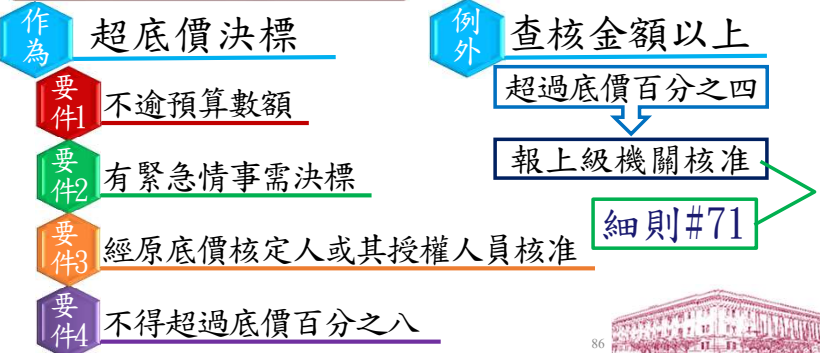 作為
超底價決標
要件1
不逾預算數額
要件2
有緊急情事需決標
要件3
經原底價核定人或其授權人員核准
要件4
不得超過底價百分之八
例外
查核金額以上
超過底價百分之四
報上級機關核准
細則#71
86